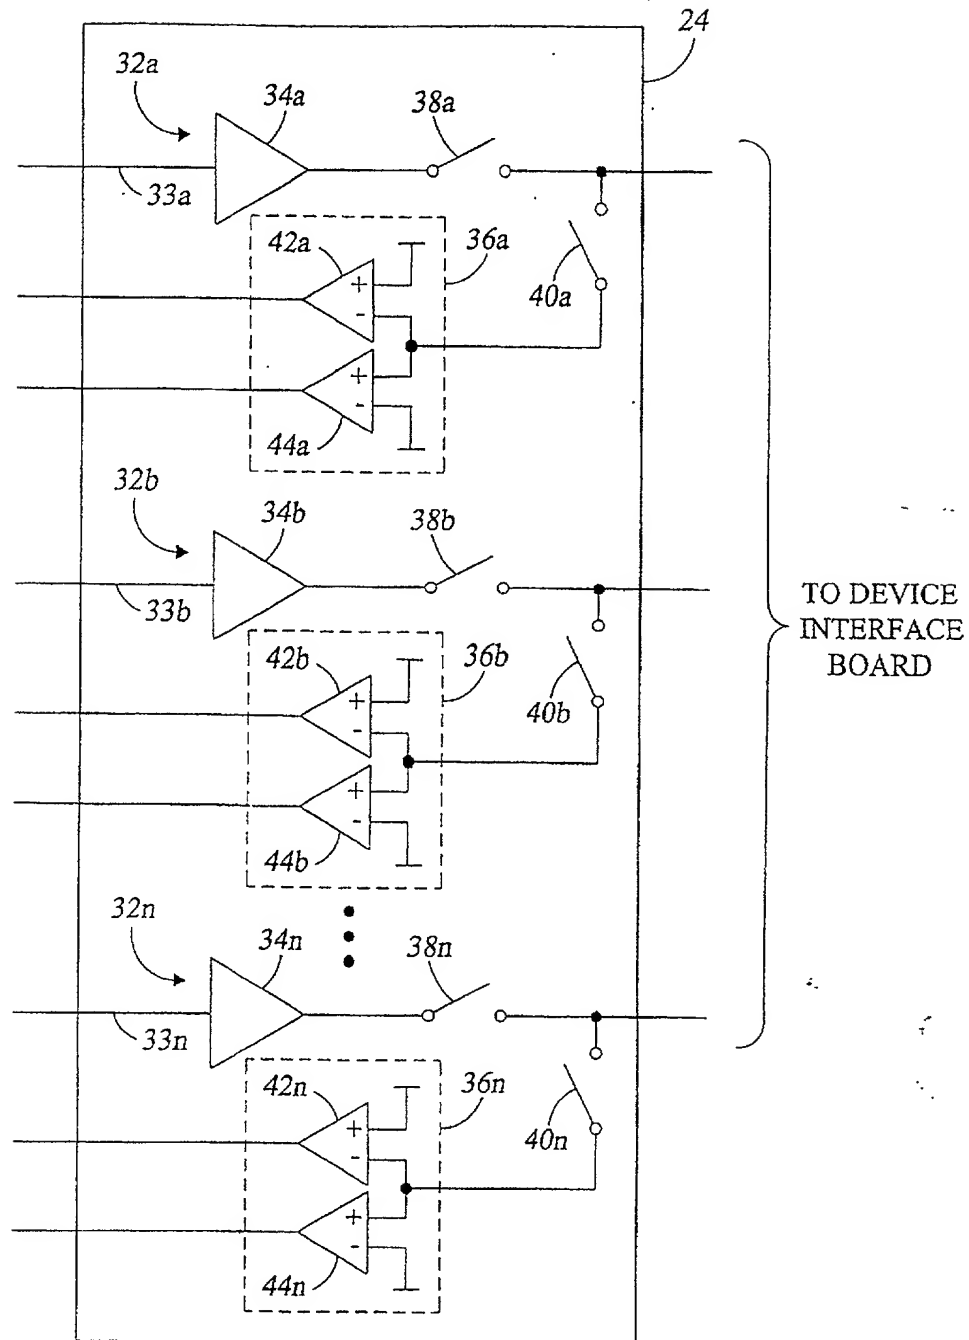 24
32a
34a
38a
33a
42a
36a
+
-
40a
+
-
44a
32b
34b
38b
33b
TO DEVICE
INTERFACE
BOARD
42b
36b
+
-
40b
+
-
44b
32n
34n
38n
33n
42n
36n
+
-
40n
+
-
44n